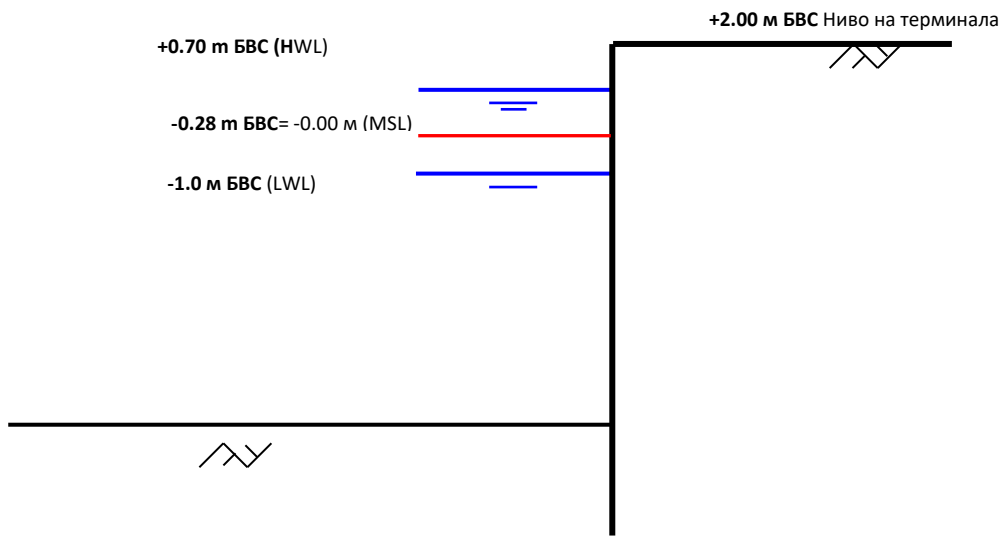 +2.00 м БВС Ниво на терминала
+0.70 m БВС (HWL)
-0.28 m БВС= -0.00 м (MSL)
-1.0 м БВС (LWL)